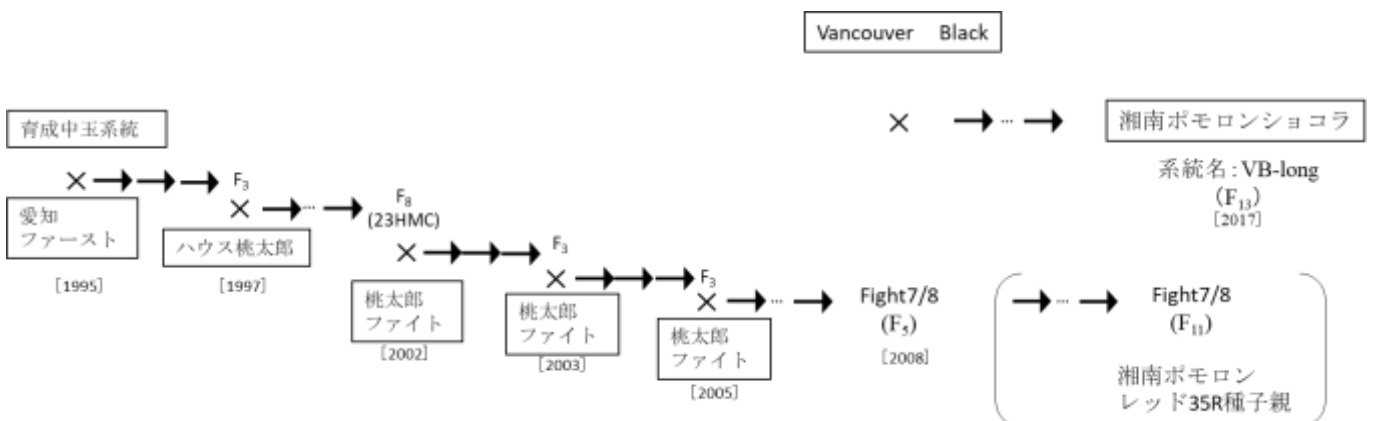 Vancouver Black
育成中玉系統
× … 湘南ポモロンショコラ
系統名：VB-long
(F₁₃)
[2017]
× F₃
愛知
ファースト
[1995]
× … F₈
(23HMC)
ハウス桃太郎
[1997]
× F₃
桃太郎
ファイト
[2002]
× F₃
桃太郎
ファイト
[2003]
× … Fight7/8
(F₅)
[2008]
桃太郎
ファイト
[2005]
( … Fight7/8
(F₁₁)
湘南ポモロン
レッド35R種子親 )